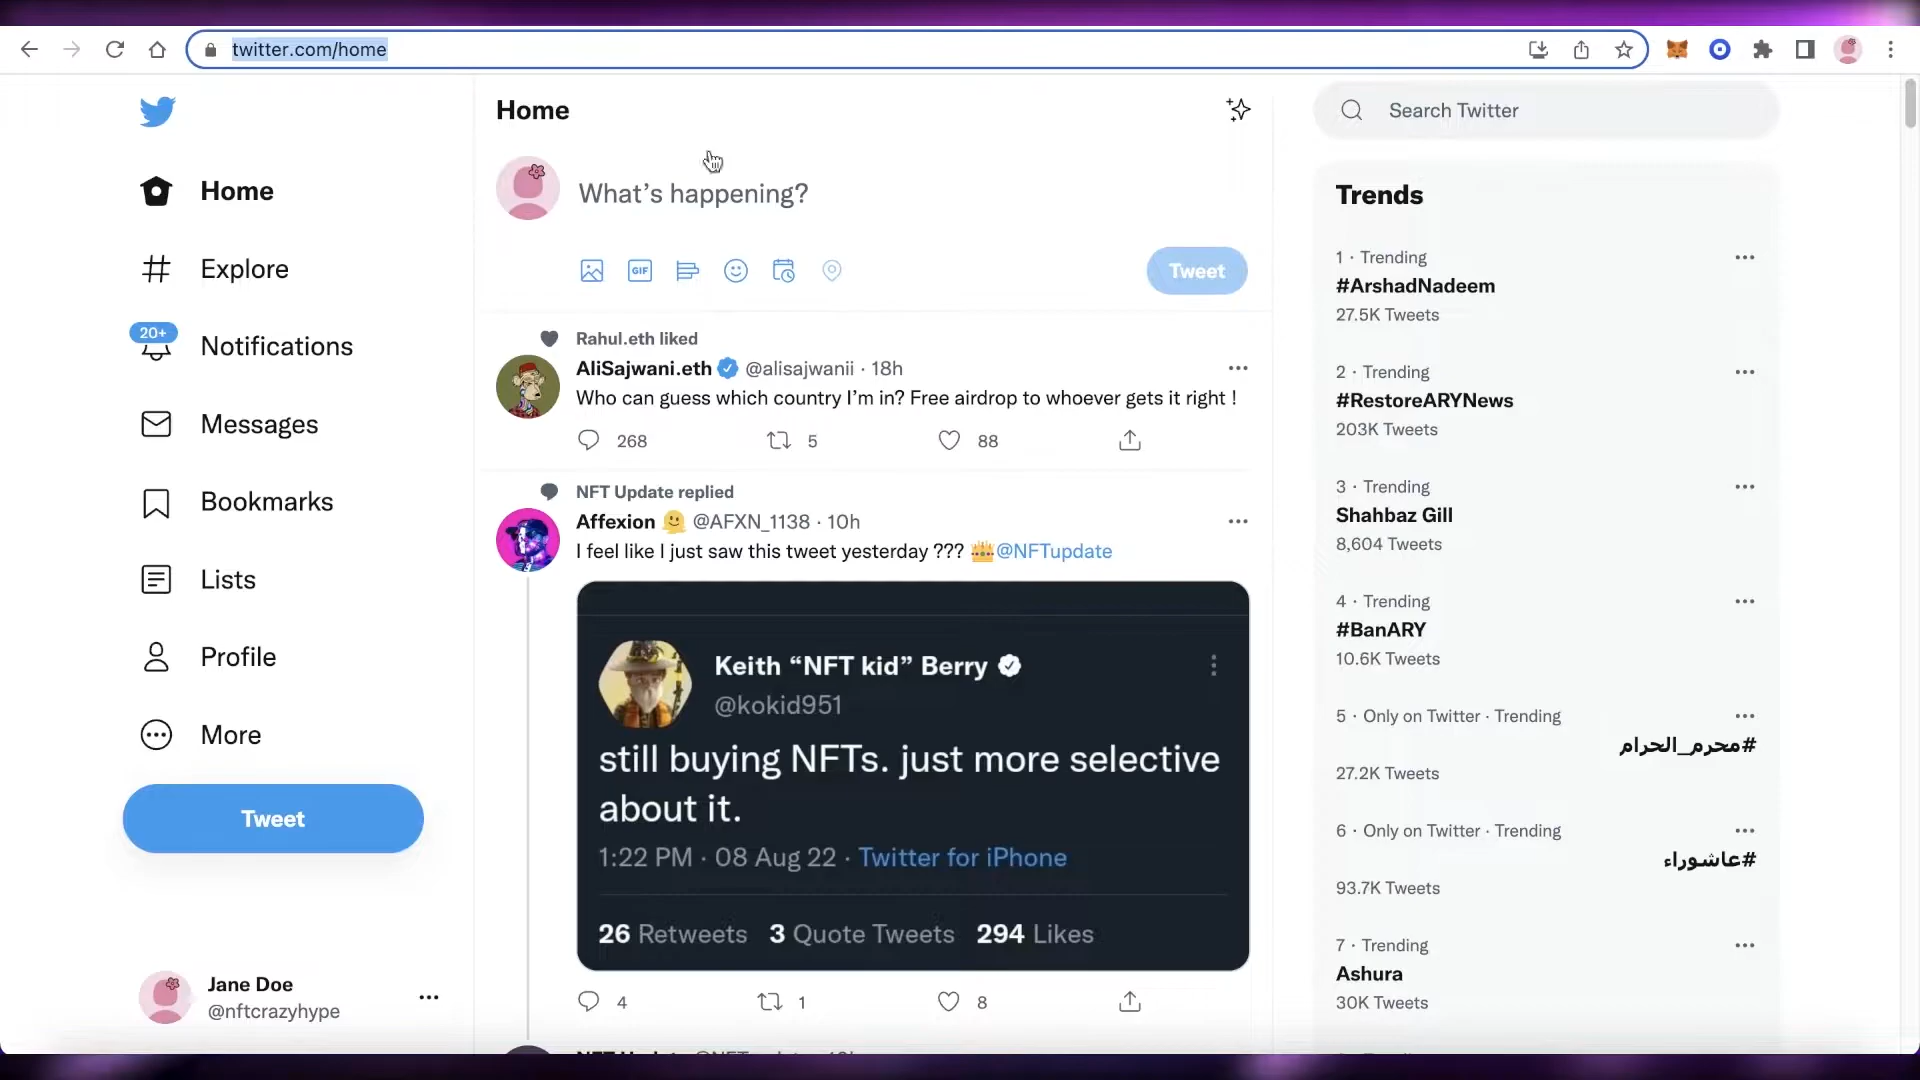 twitter.com/home
Home
Explore
20+
Notifications
Messages
Bookmarks
Lists
Profile
More
Tweet
Jane Doe
@nftcrazyhype
Home
What's happening?
GIF
Tweet
Rahul.eth liked
AliSajwani.eth @alisajwanii · 18h
Who can guess which country I'm in? Free airdrop to whoever gets it right !
268 5 88
NFT Update replied
Affexion @AFXN_1138 · 10h
I feel like I just saw this tweet yesterday ??? @NFTupdate
Keith “NFT kid” Berry
@kokid951
still buying NFTs. just more selective
about it.
1:22 PM · 08 Aug 22 · Twitter for iPhone
26 Retweets 3 Quote Tweets 294 Likes
4 1 8
Search Twitter
Trends
1 · Trending
#ArshadNadeem
27.5K Tweets
2 · Trending
#RestoreARYNews
203K Tweets
3 · Trending
Shahbaz Gill
8,604 Tweets
4 · Trending
#BanARY
10.6K Tweets
5 · Only on Twitter · Trending
#محرم_الحرام
27.2K Tweets
6 · Only on Twitter · Trending
#عاشوراء
93.7K Tweets
7 · Trending
Ashura
30K Tweets